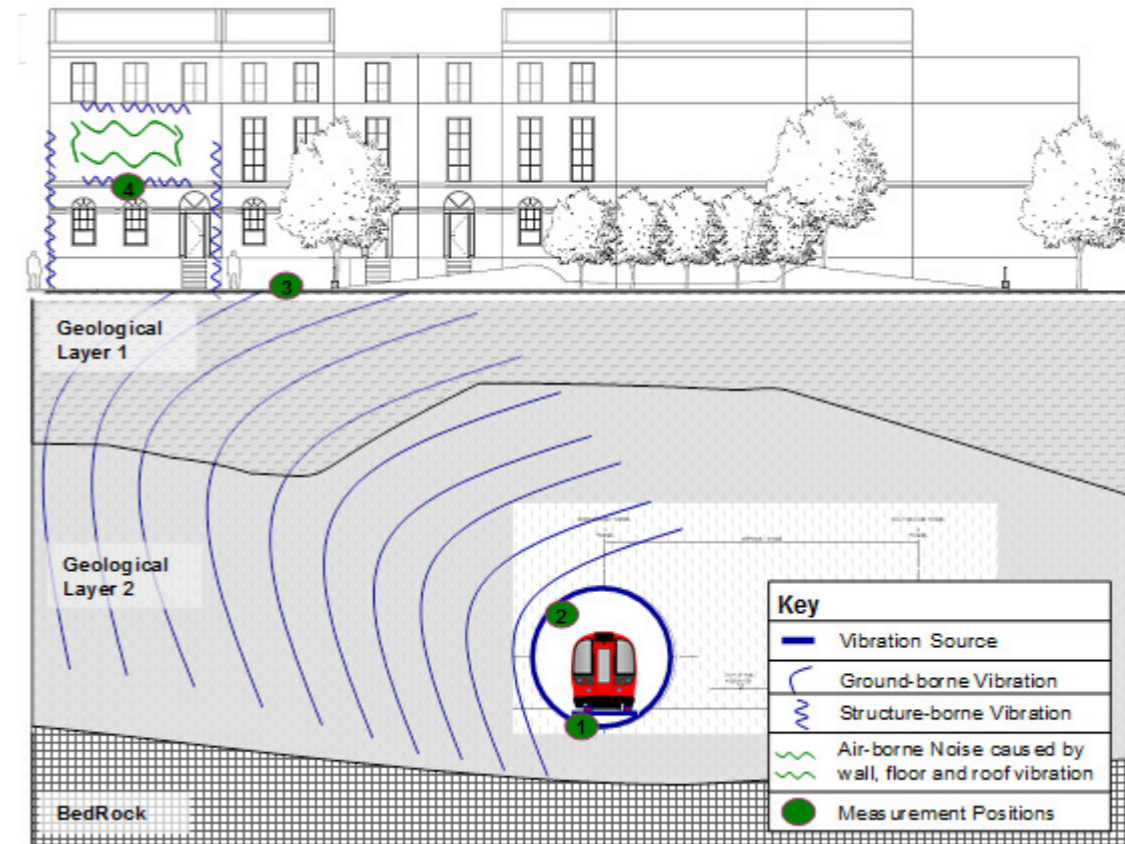 4
3
Geological
Layer 1
Geological
Layer 2
2
1
BedRock
Key
Vibration Source
Ground-borne Vibration
Structure-borne Vibration
Air-borne Noise caused by
wall, floor and roof vibration
Measurement Positions